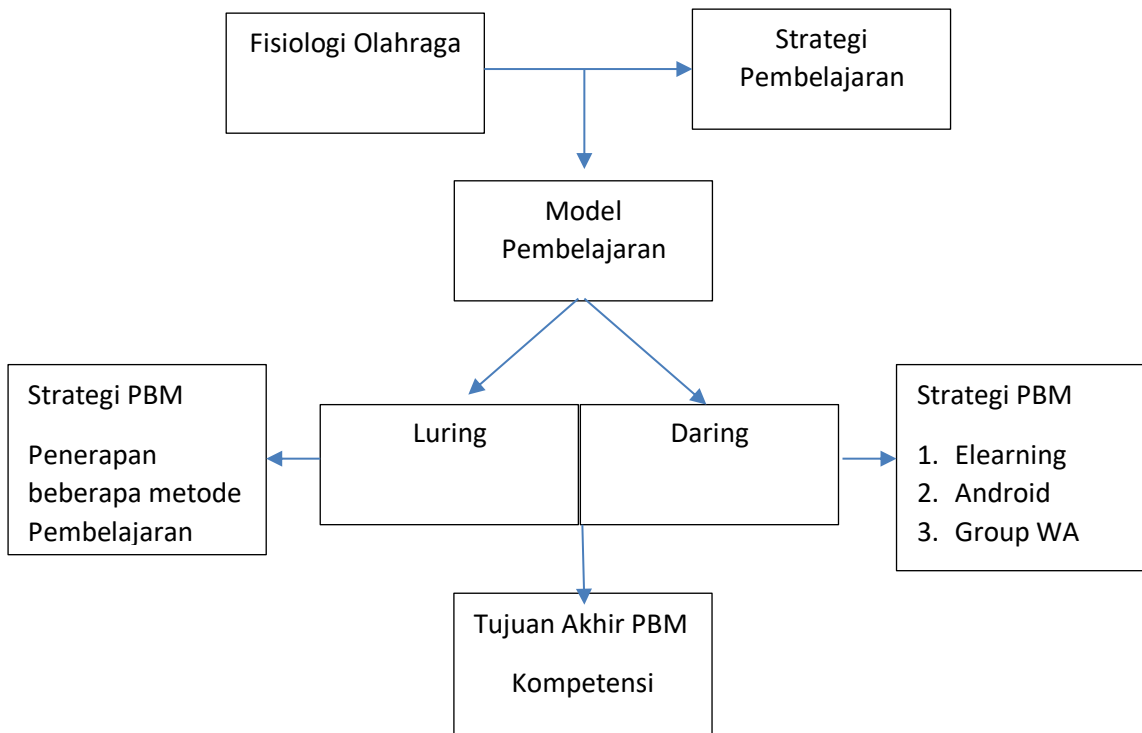 Fisiologi Olahraga
Strategi
Pembelajaran
Model
Pembelajaran
Strategi PBM
Penerapan
beberapa metode
Pembelajaran
Luring
Daring
Strategi PBM
1. Elearning
2. Android
3. Group WA
Tujuan Akhir PBM
Kompetensi